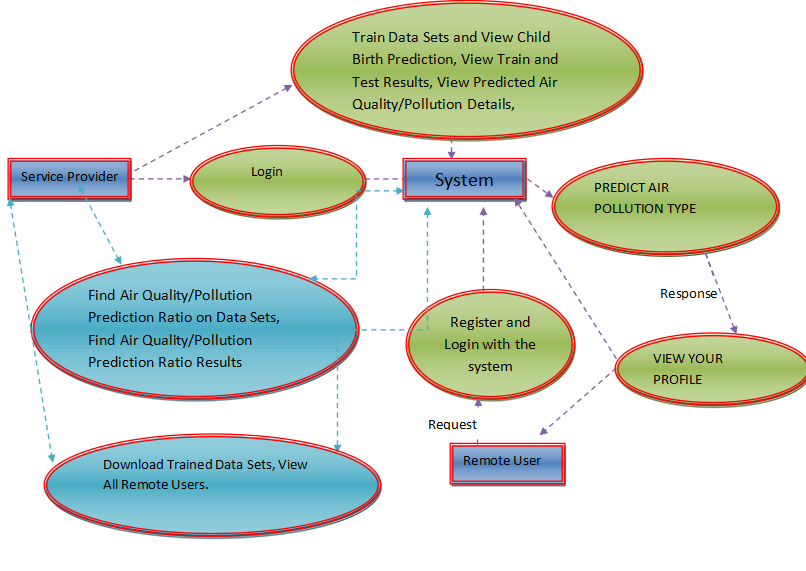 Train Data Sets and View Child
Birth Prediction, View Train and
Test Results, View Predicted Air
Quality/Pollution Details,
Service Provider
Login
System
PREDICT AIR
POLLUTION TYPE
Find Air Quality/Pollution
Prediction Ratio on Data Sets,
Find Air Quality/Pollution
Prediction Ratio Results
Register and
Login with the
system
Response
VIEW YOUR
PROFILE
Request
Remote User
Download Trained Data Sets, View
All Remote Users.